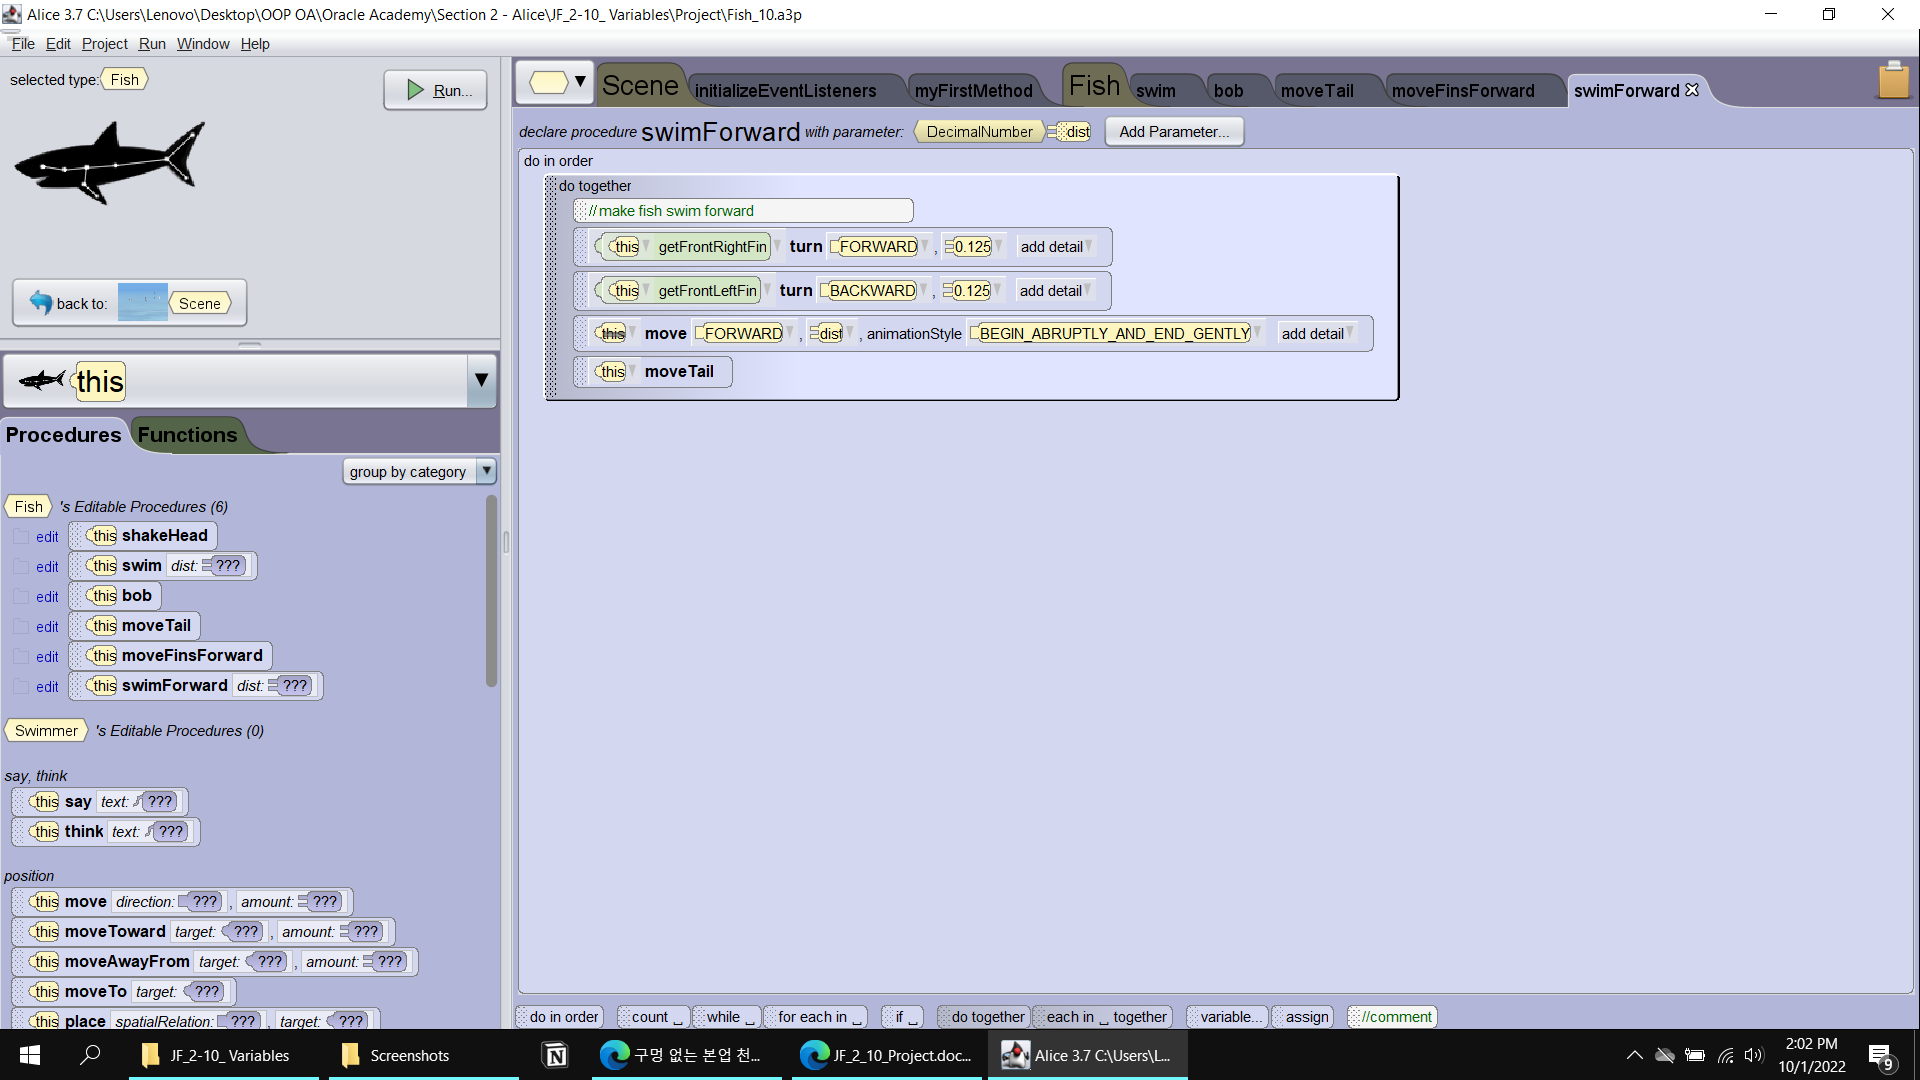 Alice 3.7 C:\Users\Lenovo\Desktop\OOP OA\Oracle Academy\Section 2 - Alice\JF_2-10_ Variables\Project\Fish_10.a3p
File Edit Project Run Window Help
selected type: Fish
Run...
back to: Scene
this
Procedures Functions
group by category
Fish 's Editable Procedures (6)
edit this shakeHead
edit this swim dist: ???
edit this bob
edit this moveTail
edit this moveFinsForward
edit this swimForward dist: ???
Swimmer 's Editable Procedures (0)
say, think
this say text: ???
this think text: ???
position
this move direction: ??? , amount: ???
this moveToward target: ??? , amount: ???
this moveAwayFrom target: ??? , amount: ???
this moveTo target: ???
this place spatialRelation: ??? , target: ???
Scene initializeEventListeners myFirstMethod Fish swim bob moveTail moveFinsForward swimForward
declare procedure swimForward with parameter: DecimalNumber dist Add Parameter...
do in order
do together
//make fish swim forward
this getFrontRightFin turn FORWARD , 0.125 add detail
this getFrontLeftFin turn BACKWARD , 0.125 add detail
this move FORWARD , dist , animationStyle BEGIN_ABRUPTLY_AND_END_GENTLY add detail
this moveTail
do in order count _ while _ for each in _ if _ do together each in _ together variable... assign //comment
JF_2-10_ Variables Screenshots 구멍 없는 본업 천... JF_2_10_Project.doc... Alice 3.7 C:\Users\L...
2:02 PM
10/1/2022
9